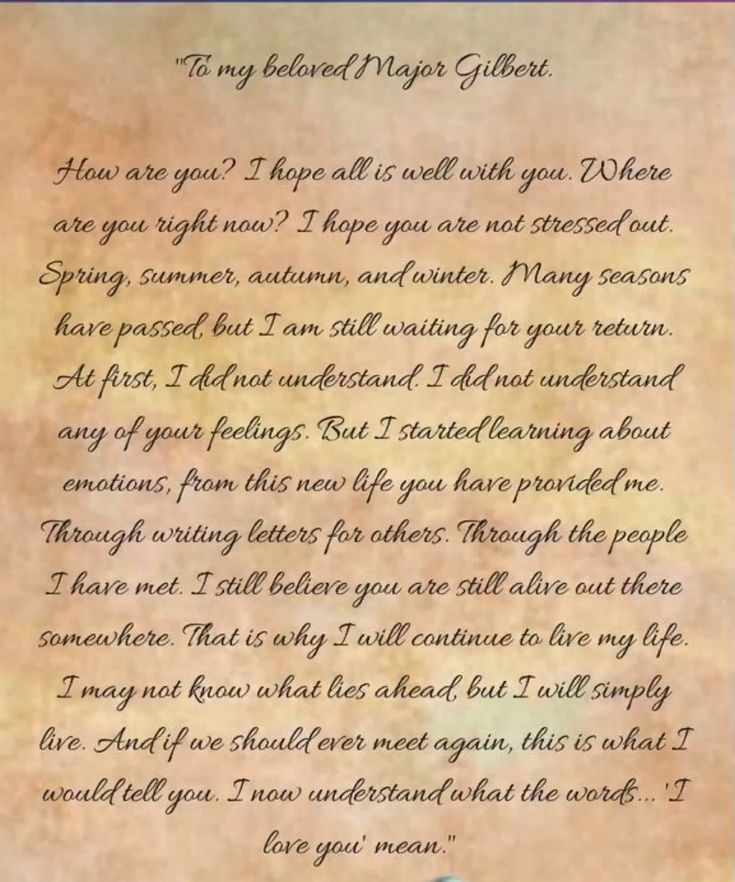 "To my beloved Major Gilbert.
How are you? I hope all is well with you. Where
are you right now? I hope you are not stressed out.
Spring, summer, autumn, and winter. Many seasons
have passed, but I am still waiting for your return.
At first, I did not understand. I did not understand
any of your feelings. But I started learning about
emotions, from this new life you have provided me.
Through writing letters for others. Through the people
I have met. I still believe you are still alive out there
somewhere. That is why I will continue to live my life.
I may not know what lies ahead, but I will simply
live. And if we should ever meet again, this is what I
would tell you. I now understand what the words... 'I
love you' mean."